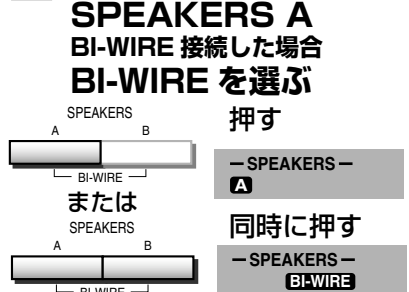 SPEAKERS A
BI-WIRE 接続した場合
BI-WIRE を選ぶ
SPEAKERS
A B
BI-WIRE
押す
－SPEAKERS－
A
または
SPEAKERS
A B
BI-WIRE
同時に押す
－SPEAKERS－
BI-WIRE